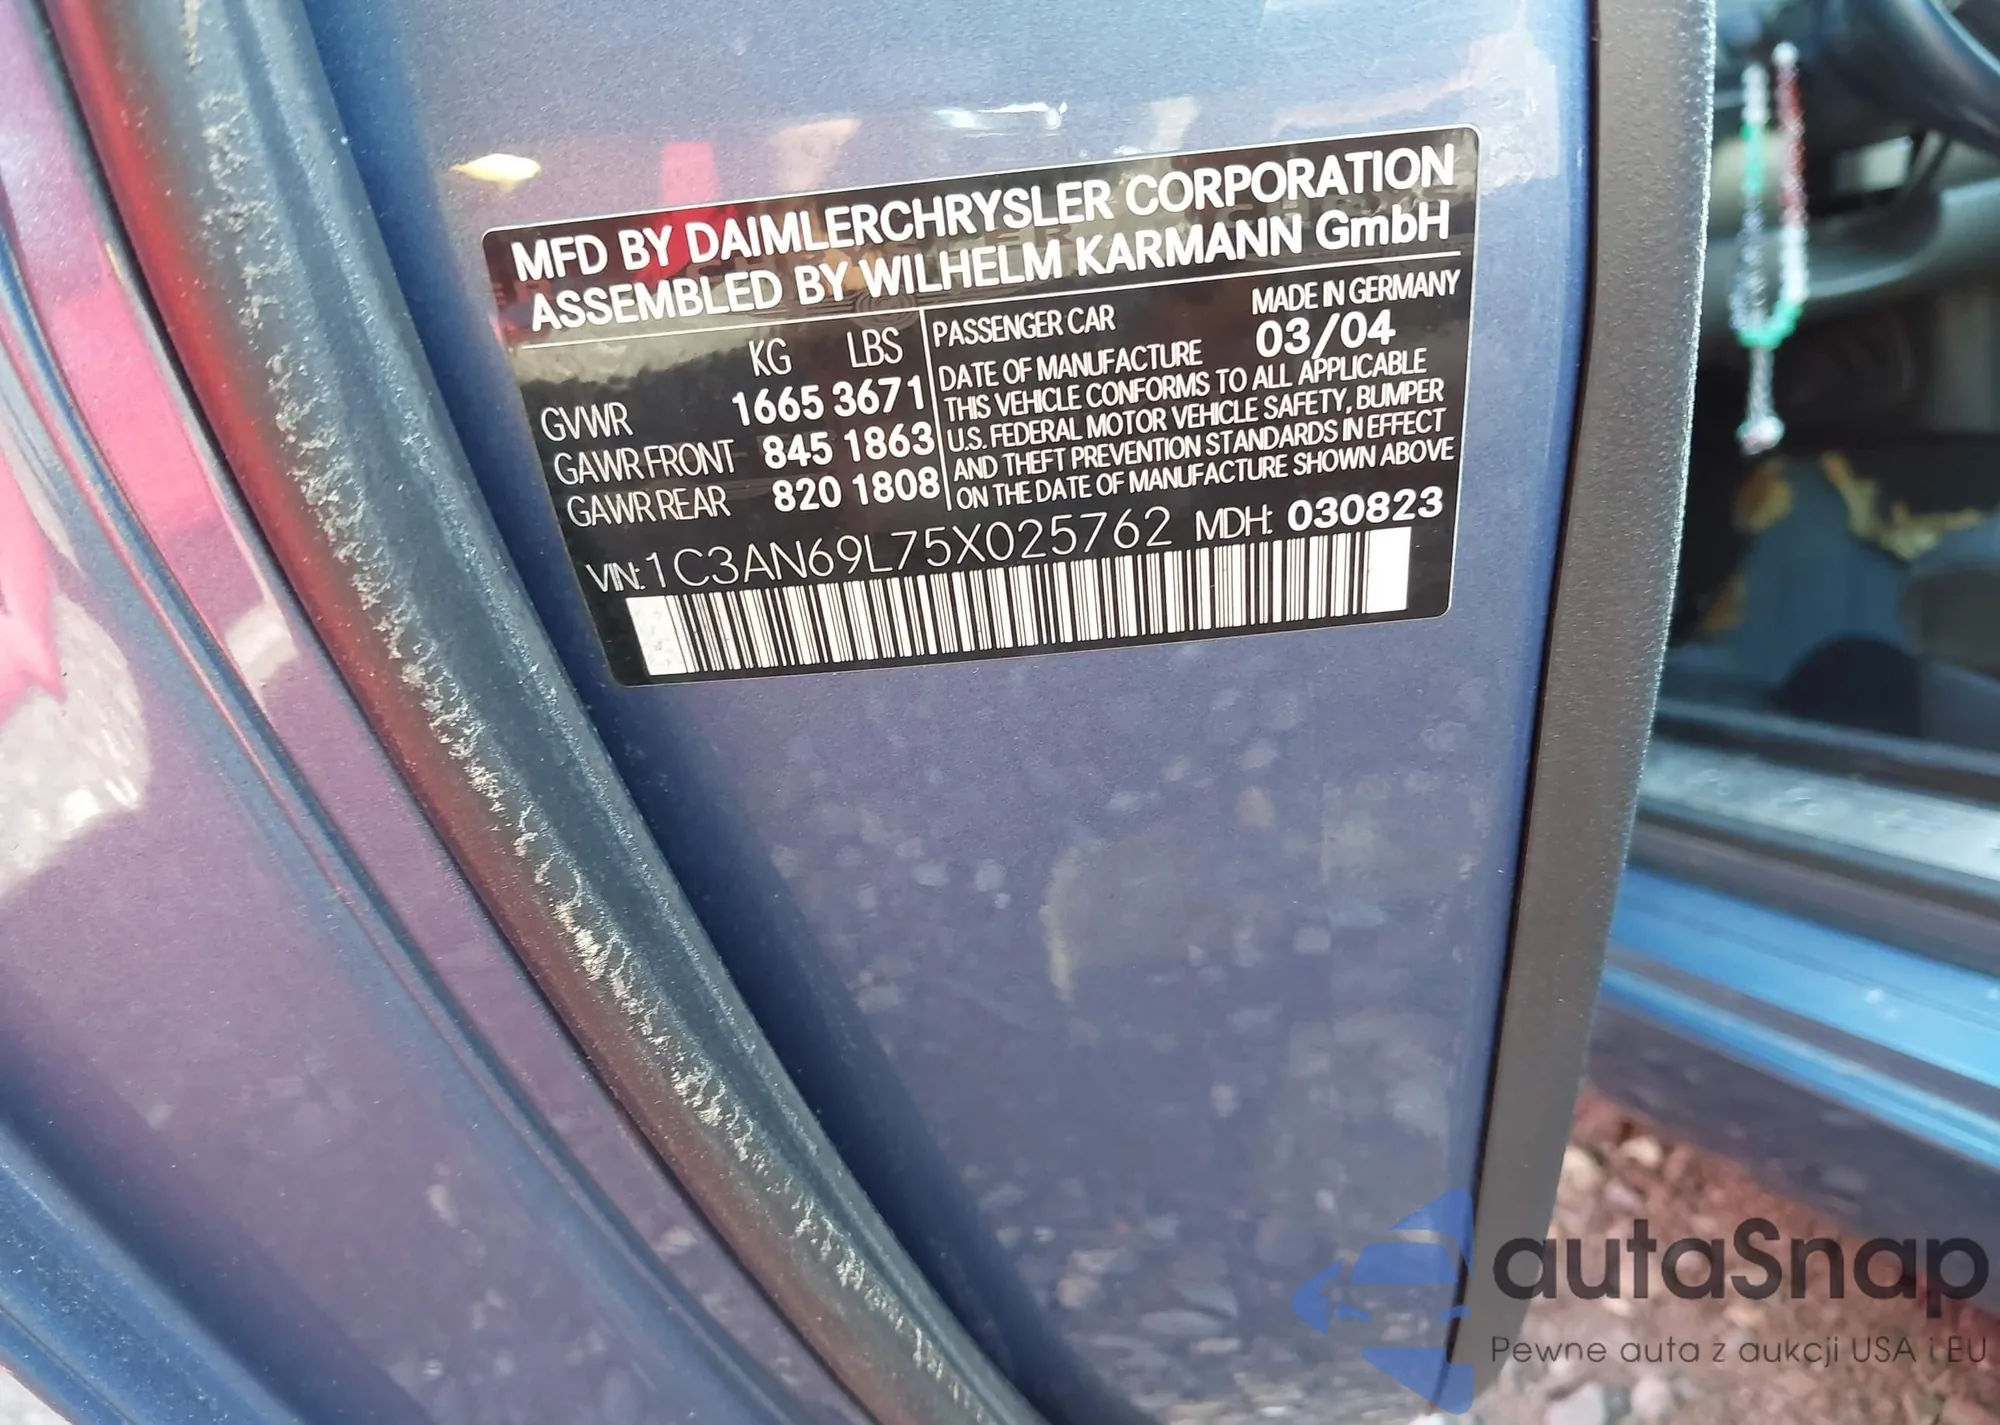 MFD BY DAIMLERCHRYSLER CORPORATION
ASSEMBLED BY WILHELM KARMANN GmbH
KG LBS
GVWR 1665 3671
GAWR FRONT 845 1863
GAWR REAR 820 1808
PASSENGER CAR MADE IN GERMANY
DATE OF MANUFACTURE 03/04
THIS VEHICLE CONFORMS TO ALL APPLICABLE
U.S. FEDERAL MOTOR VEHICLE SAFETY, BUMPER
AND THEFT PREVENTION STANDARDS IN EFFECT
ON THE DATE OF MANUFACTURE SHOWN ABOVE
VIN: 1C3AN69L75X025762 MDH: 030823
autaSnap
Pewne auta z aukcji USA i EU